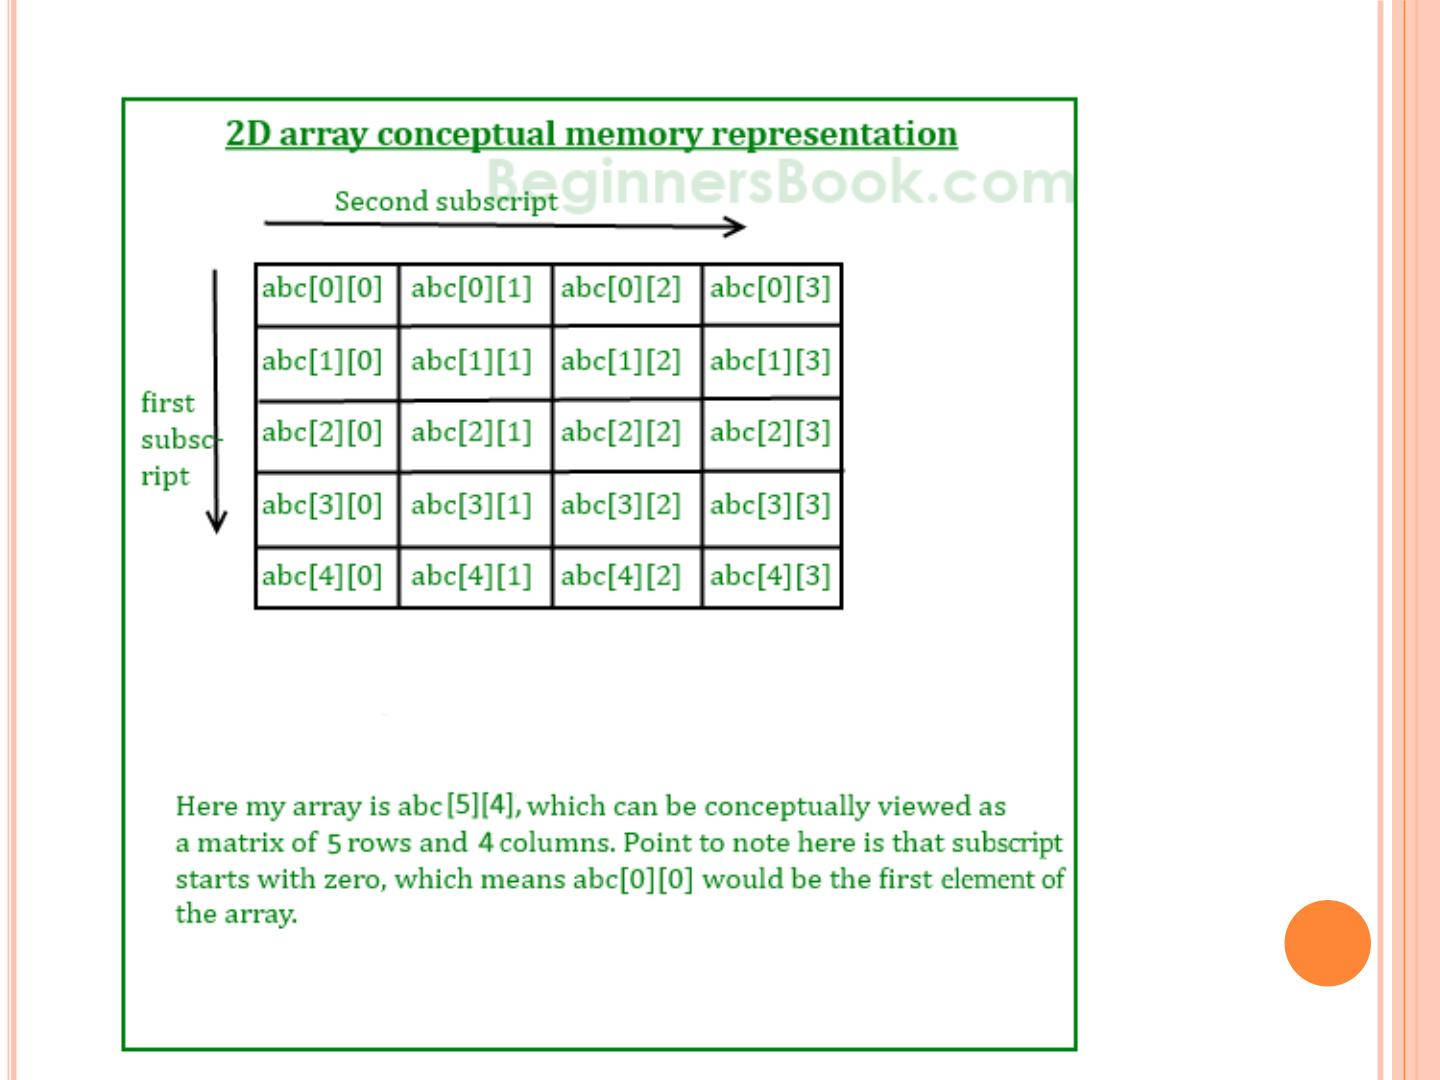 2D array conceptual memory representation
BeginnersBook.com
Second subscript
abc[0][0] abc[0][1] abc[0][2] abc[0][3]
abc[1][0] abc[1][1] abc[1][2] abc[1][3]
first
subsc-
ript
abc[2][0] abc[2][1] abc[2][2] abc[2][3]
abc[3][0] abc[3][1] abc[3][2] abc[3][3]
abc[4][0] abc[4][1] abc[4][2] abc[4][3]
Here my array is abc[5][4], which can be conceptually viewed as
a matrix of 5 rows and 4 columns. Point to note here is that subscript
starts with zero, which means abc[0][0] would be the first element of
the array.